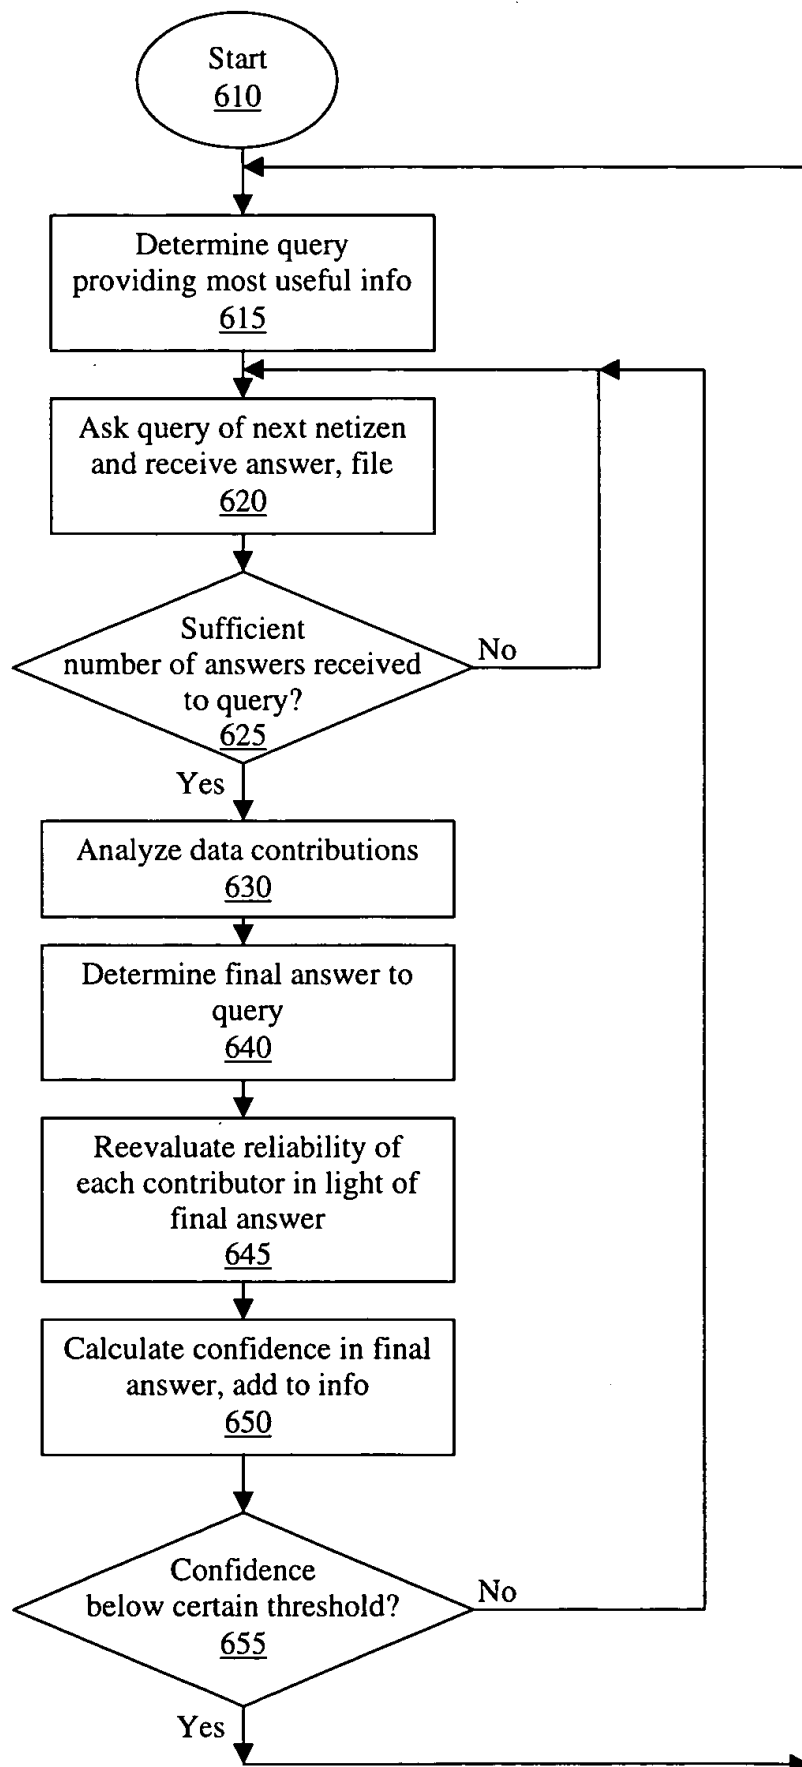 Start
610
Determine query
providing most useful info
615
Ask query of next netizen
and receive answer, file
620
Sufficient
number of answers received
to query?
625
No
Yes
Analyze data contributions
630
Determine final answer to
query
640
Reevaluate reliability of
each contributor in light of
final answer
645
Calculate confidence in final
answer, add to info
650
Confidence
below certain threshold?
655
No
Yes